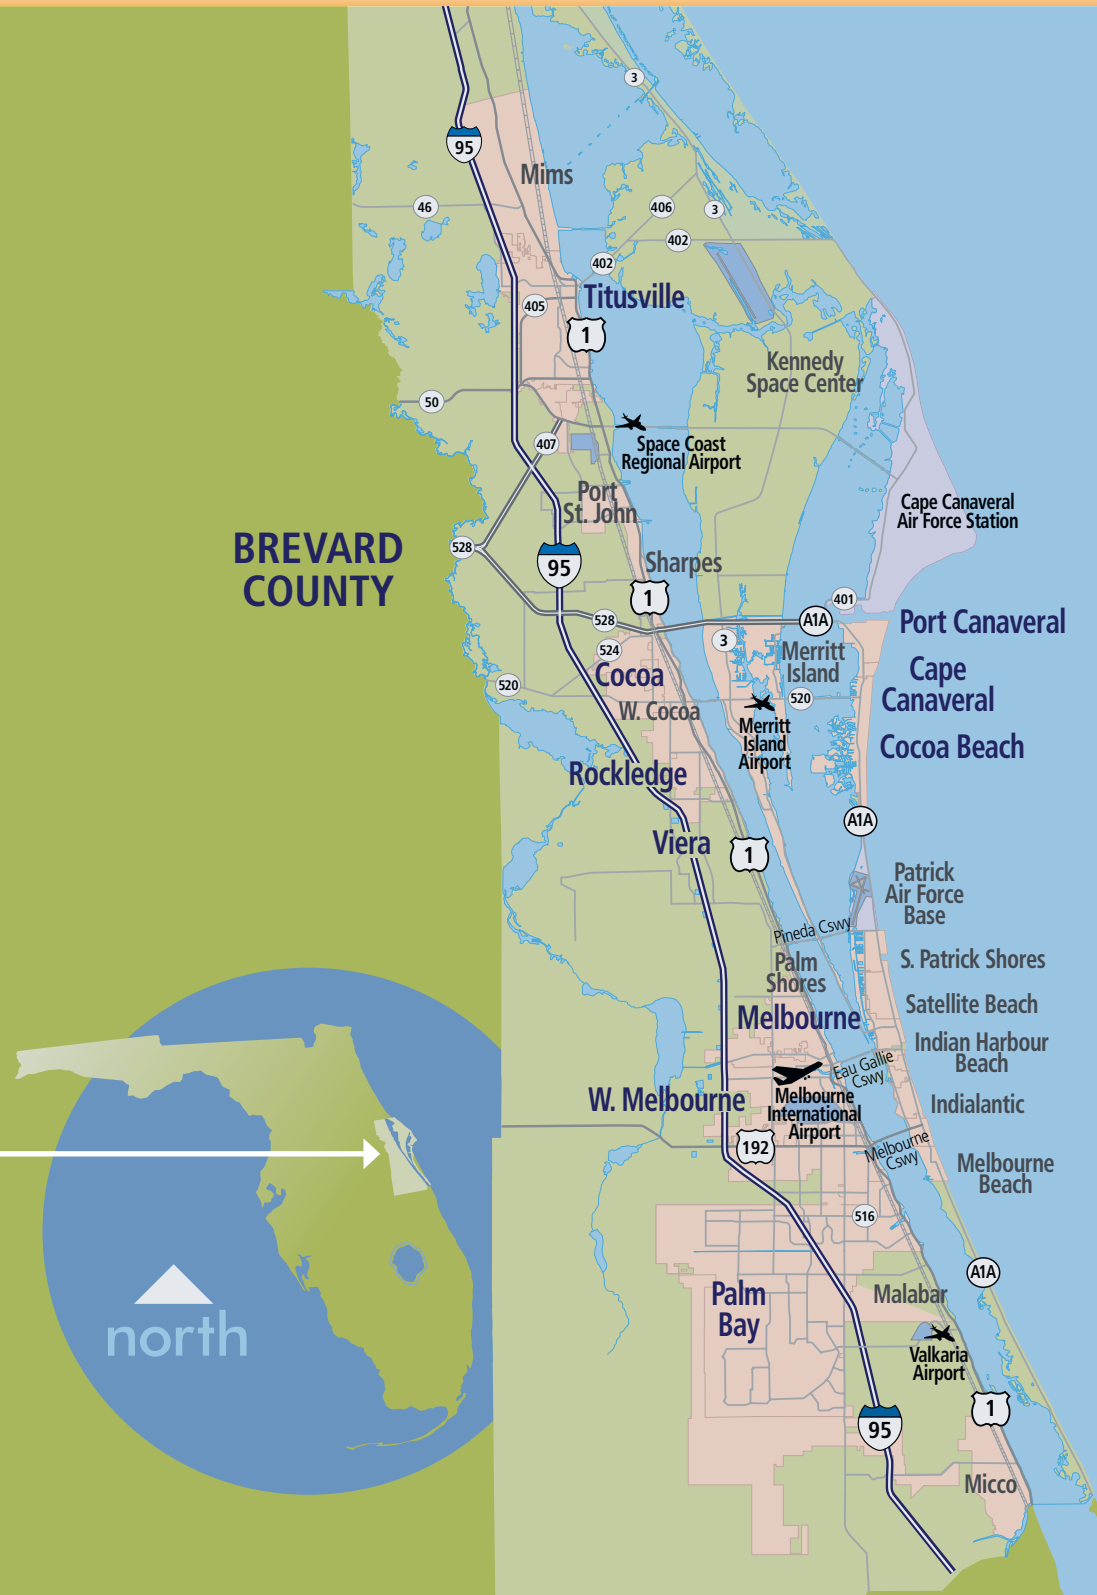 3
95
Mims
46
406
3
402
402
Titusville
405
1
Kennedy
Space Center
50
407
Space Coast
Regional Airport
Port
St. John
Cape Canaveral
Air Force Station
BREVARD
COUNTY
528
95
Sharpes
1
401
528
A1A
Port Canaveral
3
524
Merritt
Island
Cape
Canaveral
Cocoa
520
520
W. Cocoa
Merritt
Island
Airport
Cocoa Beach
Rockledge
A1A
Viera
1
Patrick
Air Force
Base
Pineda Cswy
S. Patrick Shores
Palm
Shores
Satellite Beach
Melbourne
Indian Harbour
Beach
Eau Gallie
Cswy
W. Melbourne
Melbourne
International
Airport
Indialantic
192
Melbourne
Cswy
Melbourne
Beach
516
A1A
Palm
Bay
Malabar
north
Valkaria
Airport
1
95
Micco